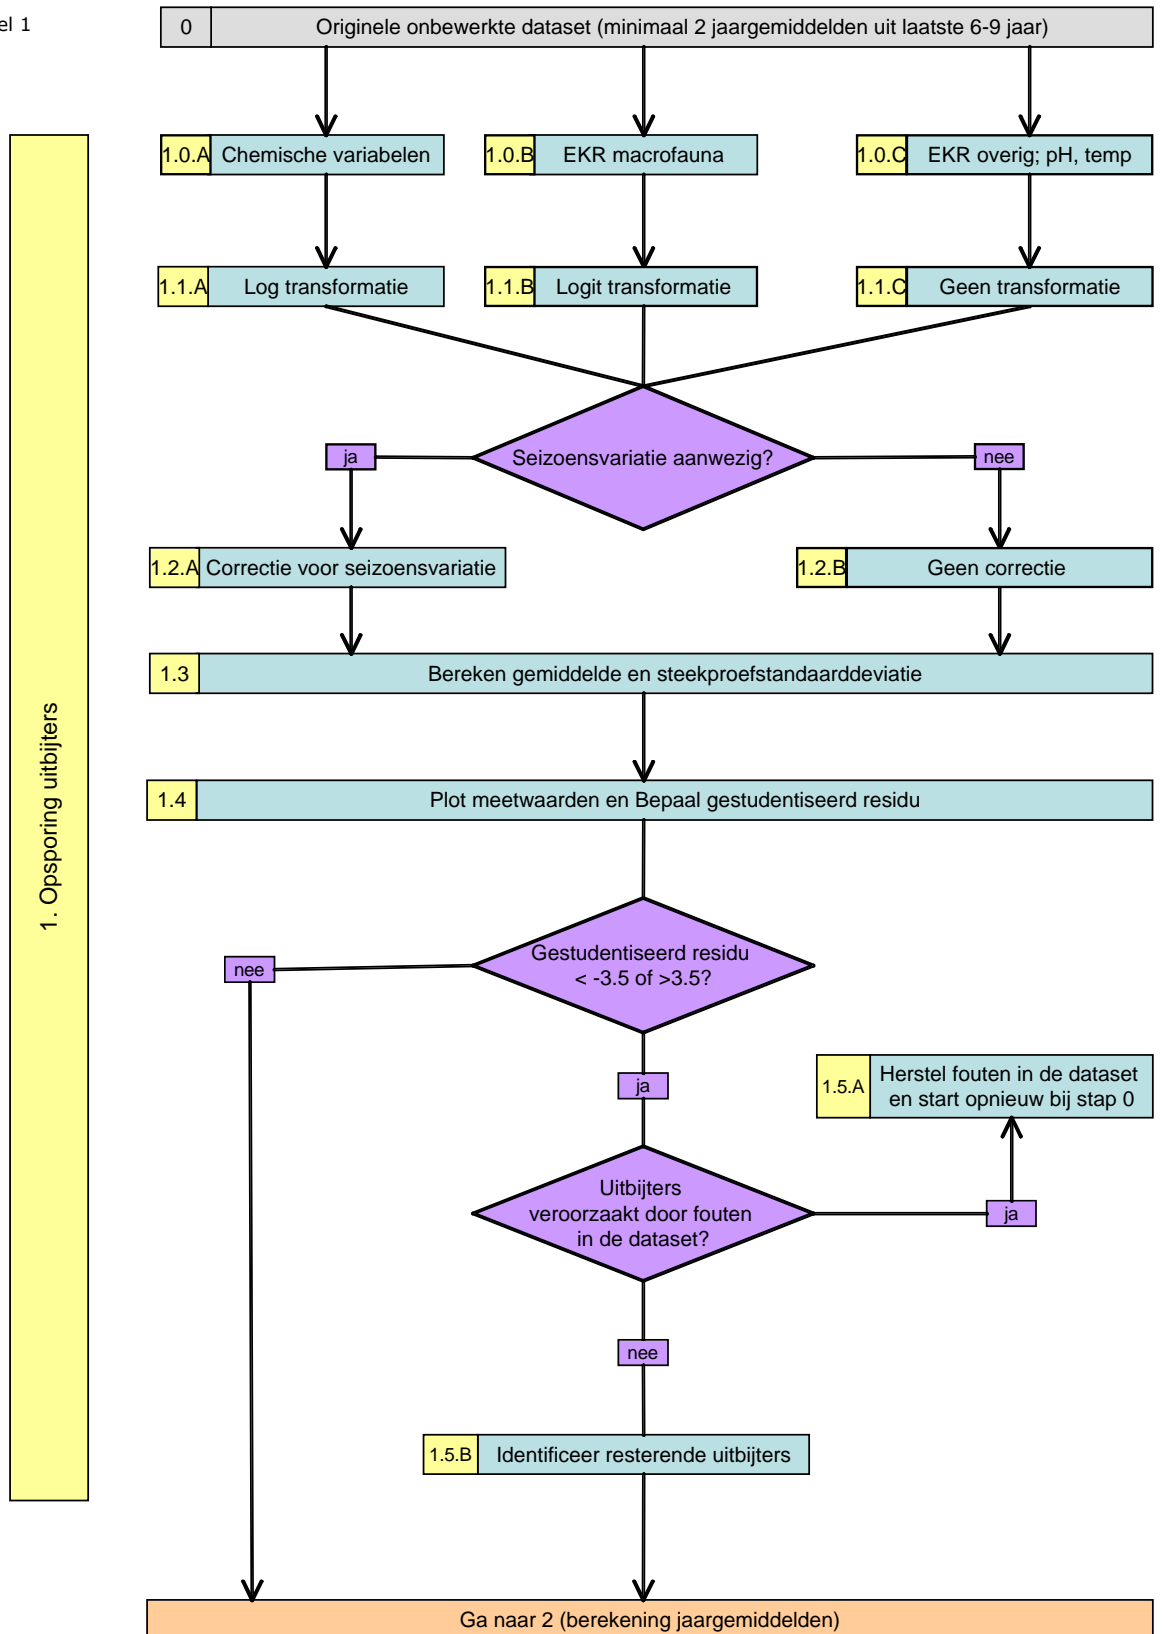 el 1
0 Originele onbewerkte dataset (minimaal 2 jaargemiddelden uit laatste 6-9 jaar)
1.0.A Chemische variabelen
1.0.B EKR macrofauna
1.0.C EKR overig; pH, temp
1.1.A Log transformatie
1.1.B Logit transformatie
1.1.C Geen transformatie
Seizoensvariatie aanwezig?
ja
nee
1.2.A Correctie voor seizoensvariatie
1.2.B Geen correctie
1.3 Bereken gemiddelde en steekproefstandaarddeviatie
1. Opsporing uitbijters
1.4 Plot meetwaarden en Bepaal gestudentiseerd residu
Gestudentiseerd residu
< -3.5 of >3.5?
nee
ja
1.5.A Herstel fouten in de dataset
en start opnieuw bij stap 0
Uitbijters
veroorzaakt door fouten
in de dataset?
ja
nee
1.5.B Identificeer resterende uitbijters
Ga naar 2 (berekening jaargemiddelden)